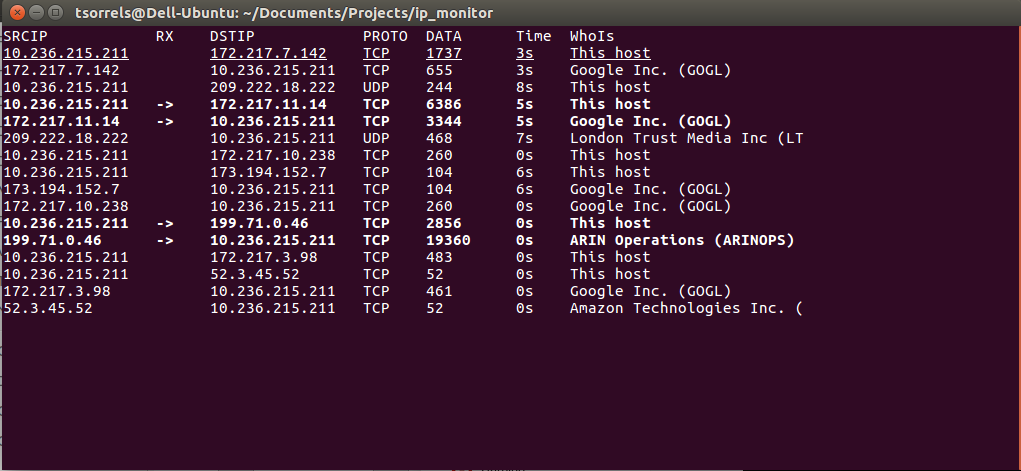 tsorrels@Dell-Ubuntu: ~/Documents/Projects/ip_monitor
SRCIP RX DSTIP PROTO DATA Time WhoIs
10.236.215.211 172.217.7.142 TCP 1737 3s This host
172.217.7.142 10.236.215.211 TCP 655 3s Google Inc. (GOGL)
10.236.215.211 209.222.18.222 UDP 244 8s This host
10.236.215.211 -> 172.217.11.14 TCP 6386 5s This host
172.217.11.14 -> 10.236.215.211 TCP 3344 5s Google Inc. (GOGL)
209.222.18.222 10.236.215.211 UDP 468 7s London Trust Media Inc (LT
10.236.215.211 172.217.10.238 TCP 260 0s This host
10.236.215.211 173.194.152.7 TCP 104 6s This host
173.194.152.7 10.236.215.211 TCP 104 6s Google Inc. (GOGL)
172.217.10.238 10.236.215.211 TCP 260 0s Google Inc. (GOGL)
10.236.215.211 -> 199.71.0.46 TCP 2856 0s This host
199.71.0.46 -> 10.236.215.211 TCP 19360 0s ARIN Operations (ARINOPS)
10.236.215.211 172.217.3.98 TCP 483 0s This host
10.236.215.211 52.3.45.52 TCP 52 0s This host
172.217.3.98 10.236.215.211 TCP 461 0s Google Inc. (GOGL)
52.3.45.52 10.236.215.211 TCP 52 0s Amazon Technologies Inc. (